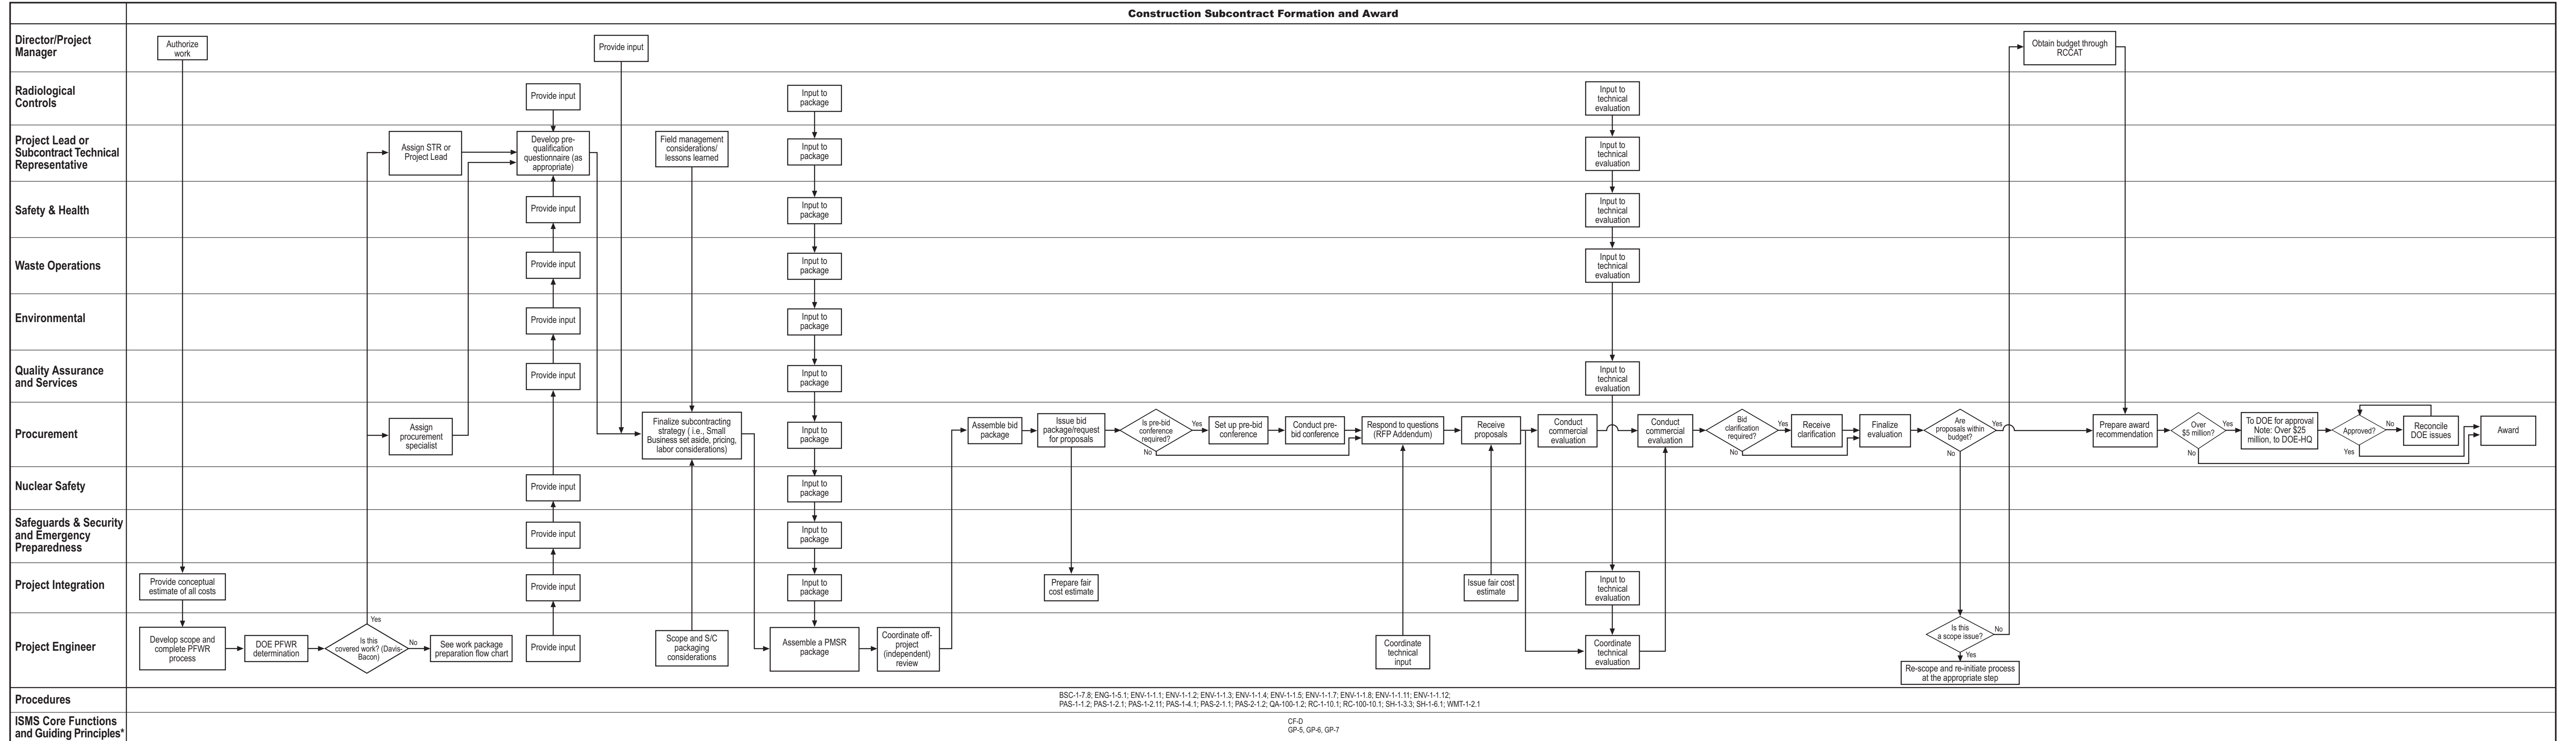 Construction Subcontract Formation and Award
Director/Project
Manager
Authorize
work
Provide input
Obtain budget through
RCCAT
Radiological
Controls
Provide input
Input to
package
Input to
technical
evaluation
Project Lead or
Subcontract Technical
Representative
Assign STR or
Project Lead
Develop pre-
qualification
questionnaire (as
appropriate)
Field management
considerations/
lessons learned
Input to
package
Input to
technical
evaluation
Safety & Health
Provide input
Input to
package
Input to
technical
evaluation
Waste Operations
Provide input
Input to
package
Input to
technical
evaluation
Environmental
Provide input
Input to
package
Quality Assurance
and Services
Provide input
Input to
package
Input to
technical
evaluation
Procurement
Assign
procurement
specialist
Finalize subcontracting
strategy ( i.e., Small
Business set aside, pricing,
labor considerations)
Input to
package
Assemble bid
package
Issue bid
package/request
for proposals
Is pre-bid
conference
required?
Yes
No
Set up pre-bid
conference
Conduct pre-
bid conference
Respond to questions
(RFP Addendum)
Receive
proposals
Conduct
commercial
evaluation
Conduct
commercial
evaluation
Bid
clarification
required?
Yes
No
Receive
clarification
Finalize
evaluation
Are
proposals within
budget?
Yes
No
Prepare award
recommendation
Over
$5 million?
Yes
No
To DOE for approval
Note: Over $25
million, to DOE-HQ
Approved?
No
Yes
Reconcile
DOE issues
Award
Nuclear Safety
Provide input
Input to
package
Safeguards & Security
and Emergency
Preparedness
Provide input
Input to
package
Project Integration
Provide conceptual
estimate of all costs
Provide input
Input to
package
Prepare fair
cost estimate
Issue fair cost
estimate
Input to
technical
evaluation
Project Engineer
Develop scope and
complete PFWR
process
DOE PFWR
determination
Yes
Is this
covered work? (Davis-
Bacon)
No
See work package
preparation flow chart
Provide input
Scope and S/C
packaging
considerations
Assemble a PMSR
package
Coordinate off-
project
(independent)
review
Coordinate
technical
input
Coordinate
technical
evaluation
Is this
a scope issue?
No
Yes
Re-scope and re-initiate process
at the appropriate step
Procedures
BSC-1-7.8; ENG-1-5.1; ENV-1-1.1; ENV-1-1.2; ENV-1-1.3; ENV-1-1.4; ENV-1-1.5; ENV-1-1.7; ENV-1-1.8; ENV-1-1.11; ENV-1-1.12;
PAS-1-1.2; PAS-1-2.1; PAS-1-2.11; PAS-1-4.1; PAS-2-1.1; PAS-2-1.2; QA-100-1.2; RC-1-10.1; RC-100-10.1; SH-1-3.3; SH-1-6.1; WMT-1-2.1
ISMS Core Functions
and Guiding Principles*
CF-D
GP-5, GP-6, GP-7